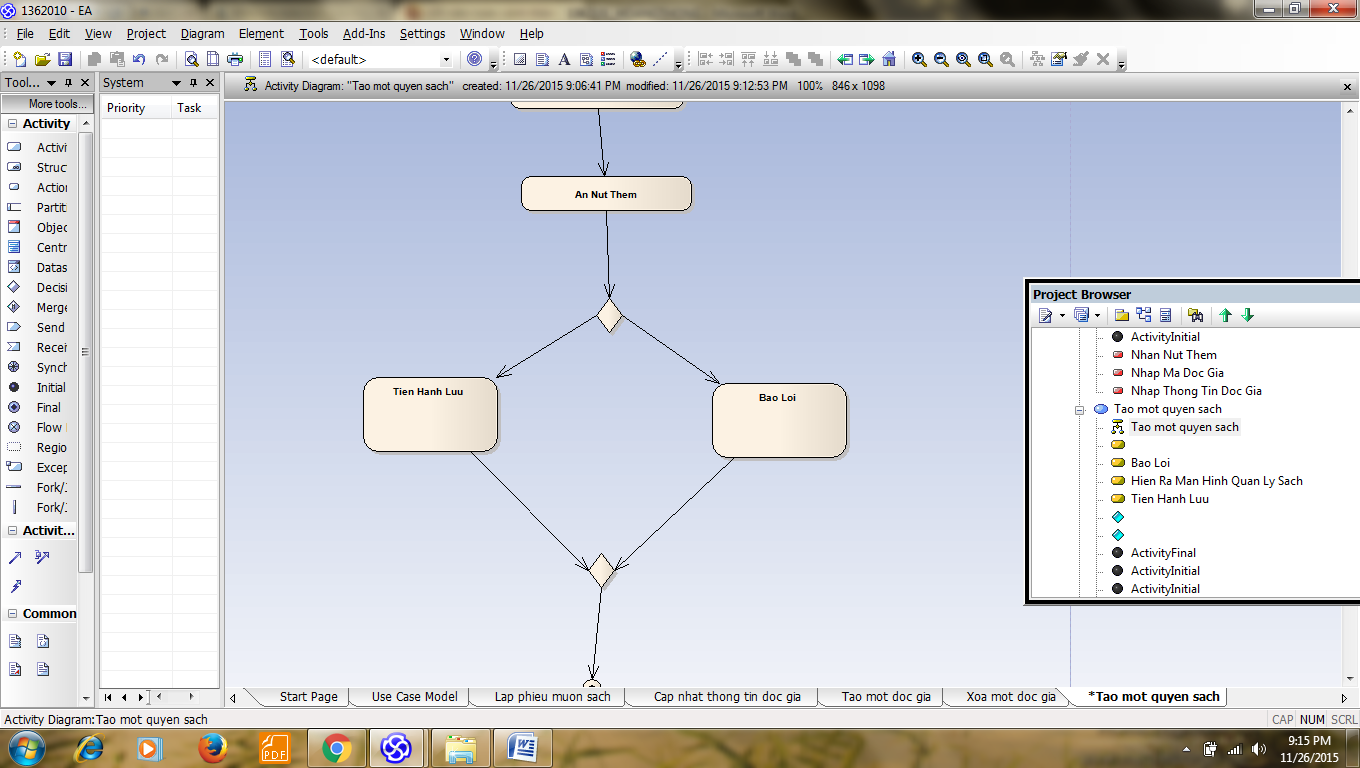 1362010 - EA
File Edit View Project Diagram Element Tools Add-Ins Settings Window Help
<default>
Tool...
System
Activity Diagram: "Tao mot quyen sach" created: 11/26/2015 9:06:41 PM modified: 11/26/2015 9:12:53 PM 100% 846 x 1098
More tools...
Priority Task
Activity
Activi
Struc
Action
Partiti
Objec
Centr
Datas
Decisi
Merge
Send
Recei
Synch
Initial
Final
Flow
Regio
Excep
Fork/J
Fork/J
Activit...
Common
An Nut Them
Tien Hanh Luu
Bao Loi
Project Browser
ActivityInitial
Nhan Nut Them
Nhap Ma Doc Gia
Nhap Thong Tin Doc Gia
Tao mot quyen sach
Tao mot quyen sach
Bao Loi
Hien Ra Man Hinh Quan Ly Sach
Tien Hanh Luu
ActivityFinal
ActivityInitial
ActivityInitial
Start Page Use Case Model Lap phieu muon sach Cap nhat thong tin doc gia Tao mot doc gia Xoa mot doc gia *Tao mot quyen sach
Activity Diagram:Tao mot quyen sach
CAP NUM SCRL
PDF
9:15 PM
11/26/2015